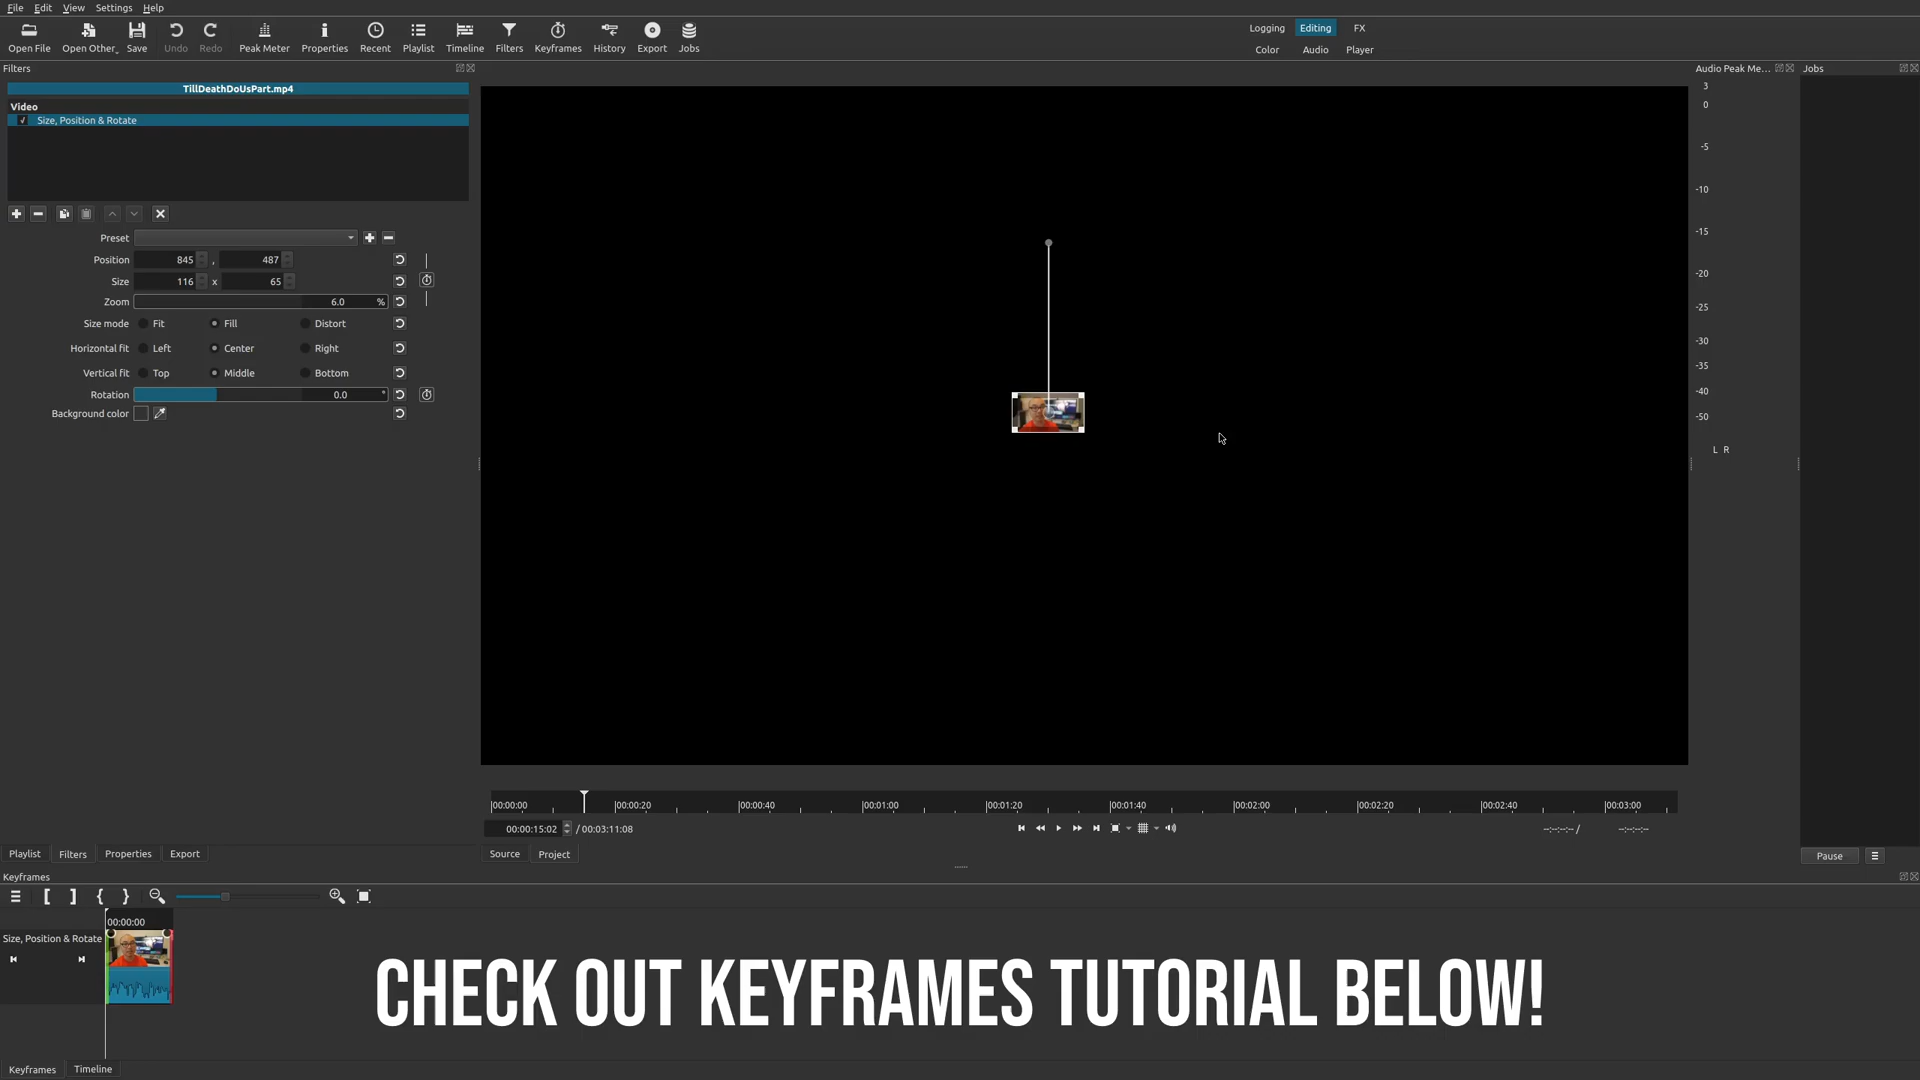 File Edit View Settings Help
Open File Open Other Save Undo Redo Peak Meter Properties Recent Playlist Timeline Filters Keyframes History Export Jobs
Logging Editing FX
Color Audio Player
Filters
TillDeathDoUsPart.mp4
Video
Size, Position & Rotate
Preset
Position 845 , 487
Size 116 x 65
Zoom 6.0 %
Size mode Fit Fill Distort
Horizontal fit Left Center Right
Vertical fit Top Middle Bottom
Rotation 0.0 °
Background color
Playlist Filters Properties Export
00:00:00 00:00:20 00:00:40 00:01:00 00:01:20 00:01:40 00:02:00 00:02:20 00:02:40 00:03:00
00:00:15:02 / 00:03:11:08 --:--:--:-- / --:--:--:--
Source Project
Audio Peak Me...
3
0
-5
-10
-15
-20
-25
-30
-35
-40
-50
L R
Jobs
Pause
Keyframes
00:00:00
Size, Position & Rotate
CHECK OUT KEYFRAMES TUTORIAL BELOW!
Keyframes Timeline